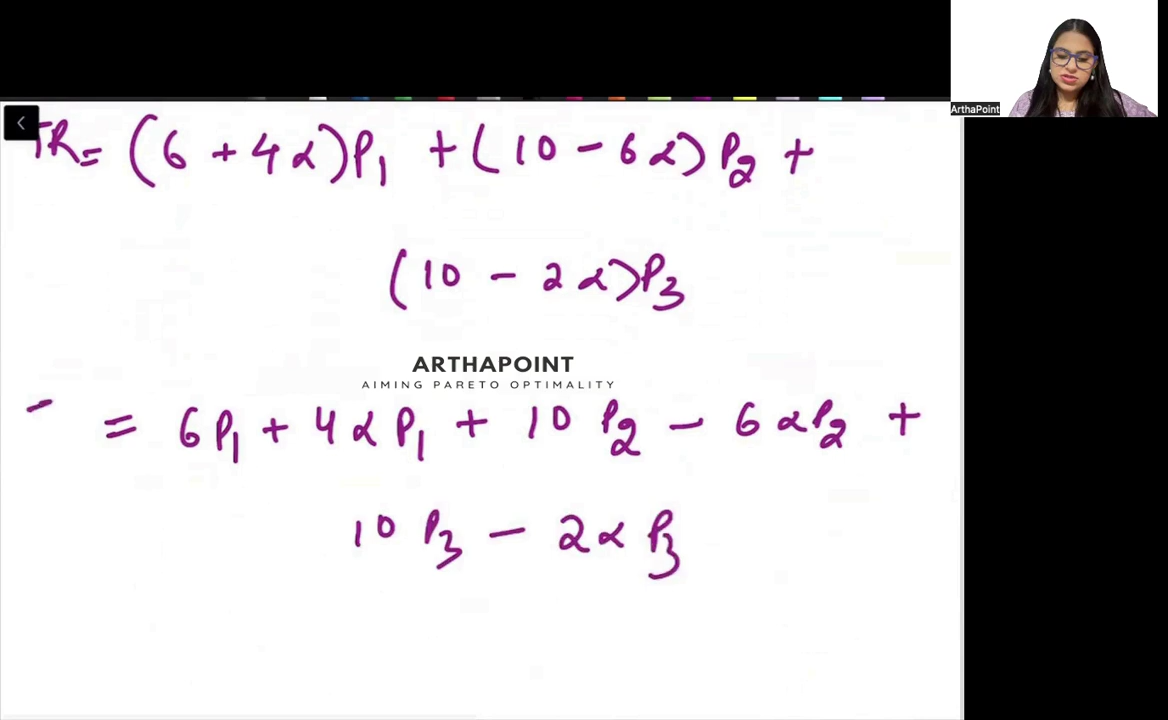 TR = (6 + 4α)P₁ + (10 − 6α)P₂ +
(10 − 2α)P₃
ARTHAPOINT
AIMING PARETO OPTIMALITY
= 6P₁ + 4αP₁ + 10P₂ − 6αP₂ +
10P₃ − 2αP₃
ArthaPoint